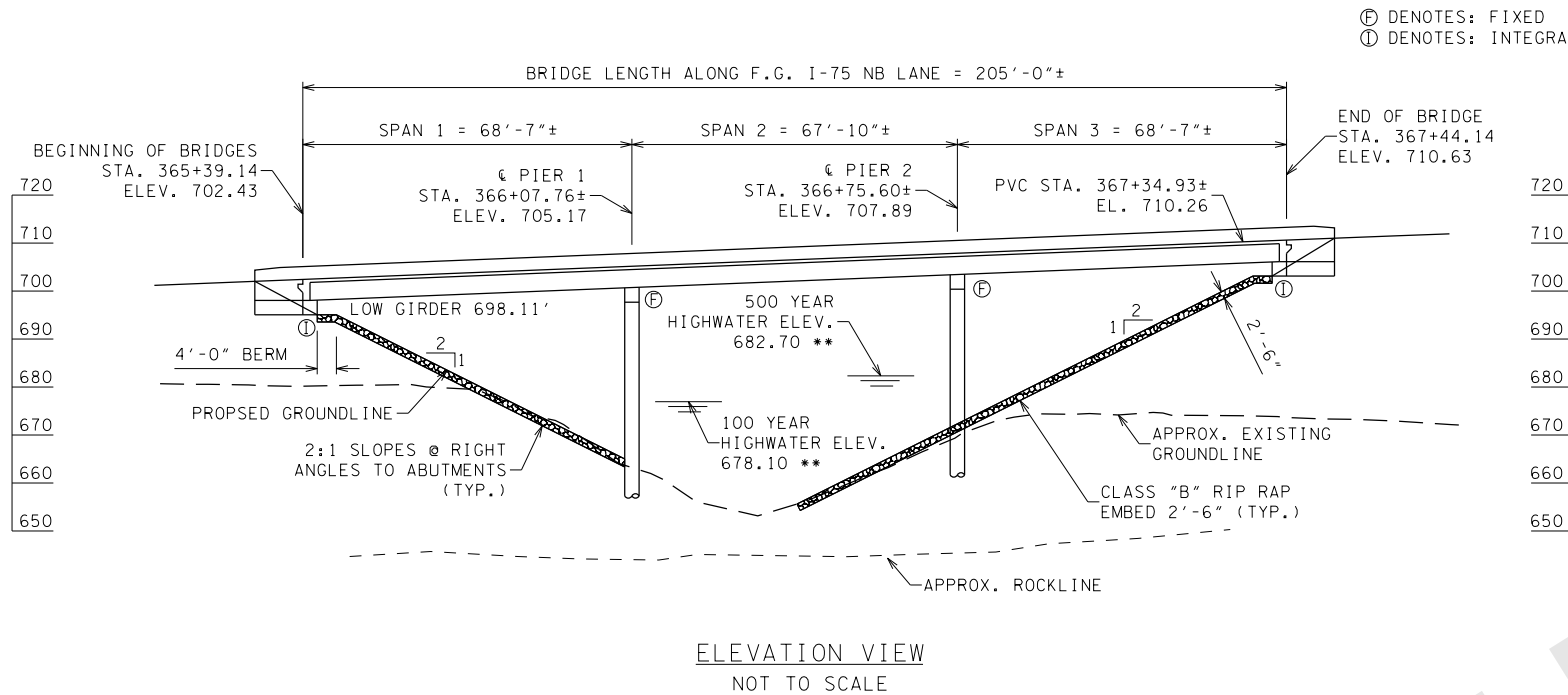 Ⓕ DENOTES: FIXED
Ⓘ DENOTES: INTEGRA
BRIDGE LENGTH ALONG F.G. I-75 NB LANE = 205'-0"±
SPAN 1 = 68'-7"±
SPAN 2 = 67'-10"±
SPAN 3 = 68'-7"±
BEGINNING OF BRIDGES
STA. 365+39.14
ELEV. 702.43
℄ PIER 1
STA. 366+07.76±
ELEV. 705.17
℄ PIER 2
STA. 366+75.60±
ELEV. 707.89
PVC STA. 367+34.93±
EL. 710.26
END OF BRIDGE
STA. 367+44.14
ELEV. 710.63
720
710
700
690
680
670
660
650
720
710
700
690
680
670
660
650
LOW GIRDER 698.11'
Ⓕ
Ⓕ
Ⓘ
Ⓘ
500 YEAR
HIGHWATER ELEV.
682.70 **
2
1
2
1
2'-6"
4'-0" BERM
PROPSED GROUNDLINE
2:1 SLOPES @ RIGHT
ANGLES TO ABUTMENTS
(TYP.)
100 YEAR
HIGHWATER ELEV.
678.10 **
APPROX. EXISTING
GROUNDLINE
CLASS "B" RIP RAP
EMBED 2'-6" (TYP.)
APPROX. ROCKLINE
ELEVATION VIEW
NOT TO SCALE